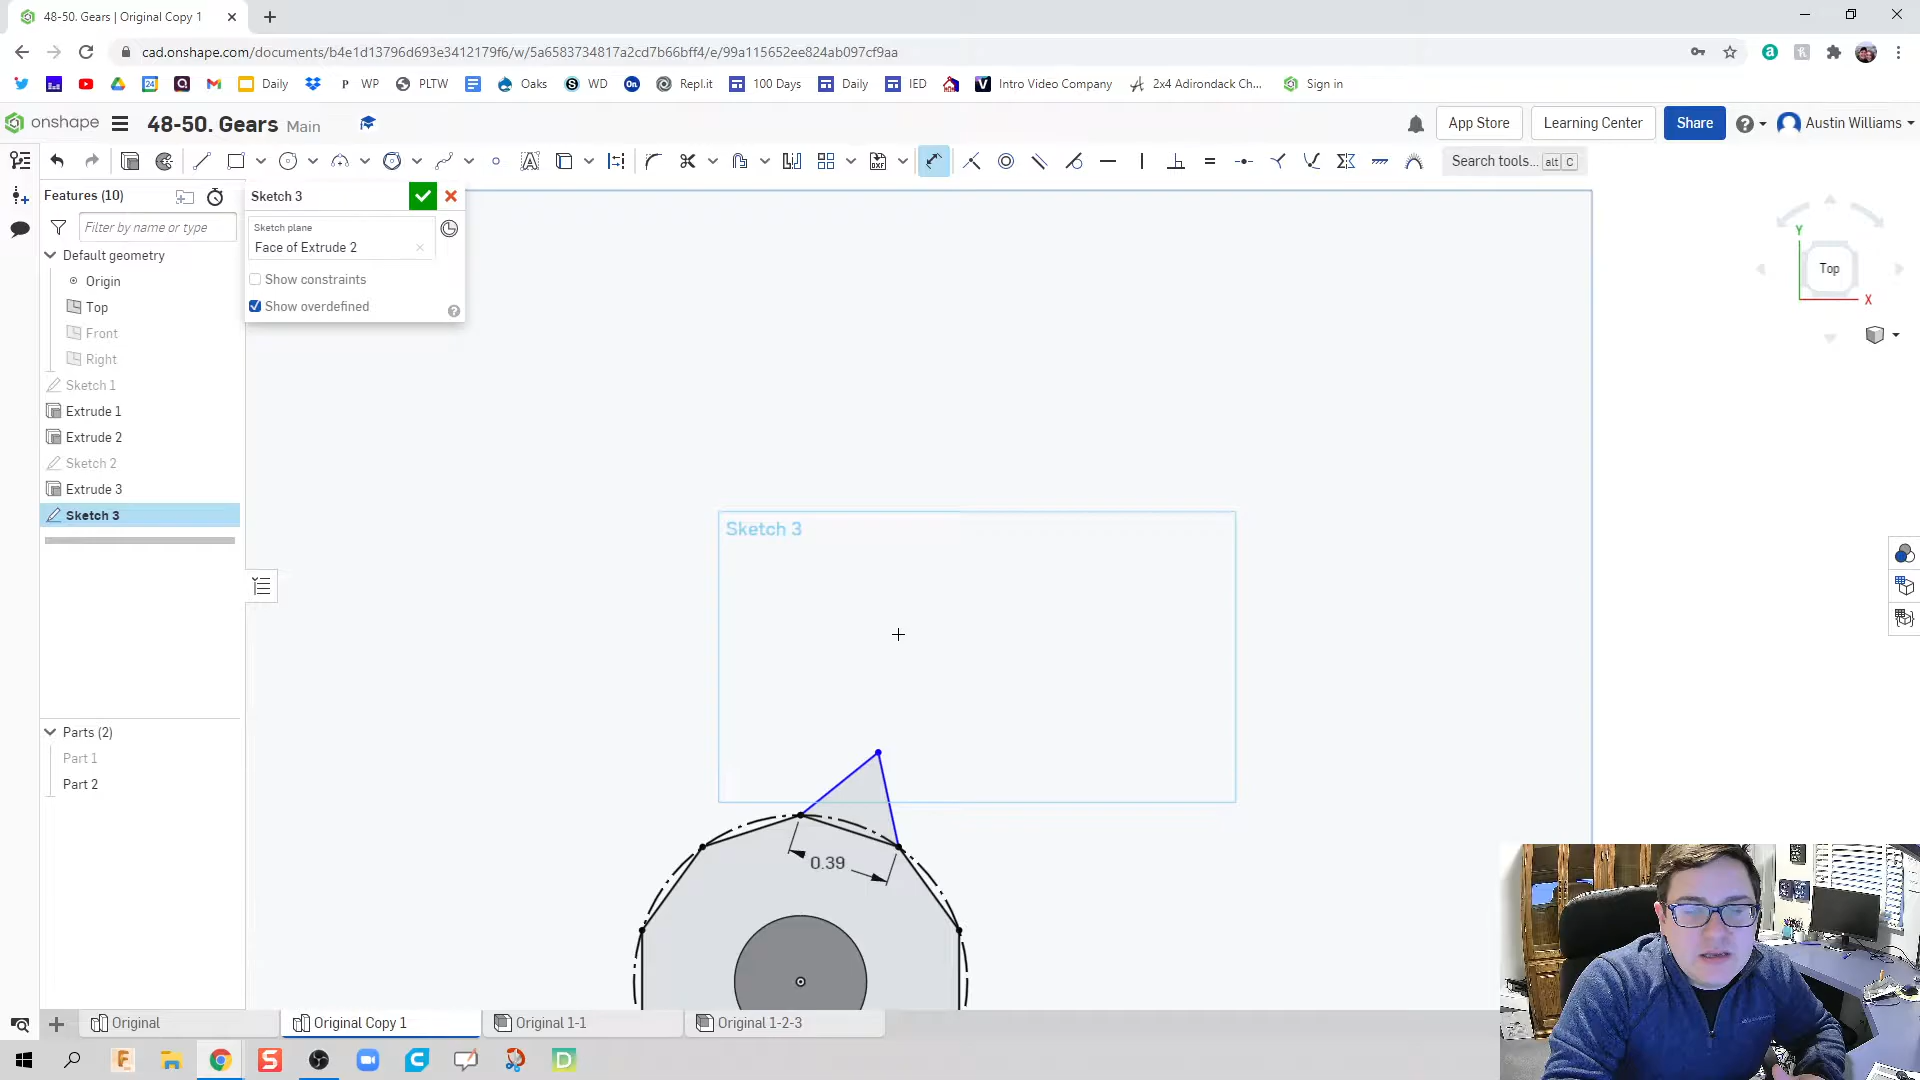 48-50. Gears | Original Copy 1
cad.onshape.com/documents/b4e1d13796d693e3412179f6/w/5a6583734817a2cd7b66bff4/e/99a115652ee824ab097cf9aa
24 Daily P WP PLTW Oaks S WD On Repl.it 100 Days Daily IED V Intro Video Company 2x4 Adirondack Ch... Sign in
onshape 48-50. Gears Main App Store Learning Center Share Austin Williams
Search tools... alt C
Features (10)
Filter by name or type
Default geometry
Origin
Top
Front
Right
Sketch 1
Extrude 1
Extrude 2
Sketch 2
Extrude 3
Sketch 3
Parts (2)
Part 1
Part 2
Sketch 3
Sketch plane
Face of Extrude 2
Show constraints
Show overdefined
Sketch 3
0.39
Y
Top
X
Original
Original Copy 1
Original 1-1
Original 1-2-3